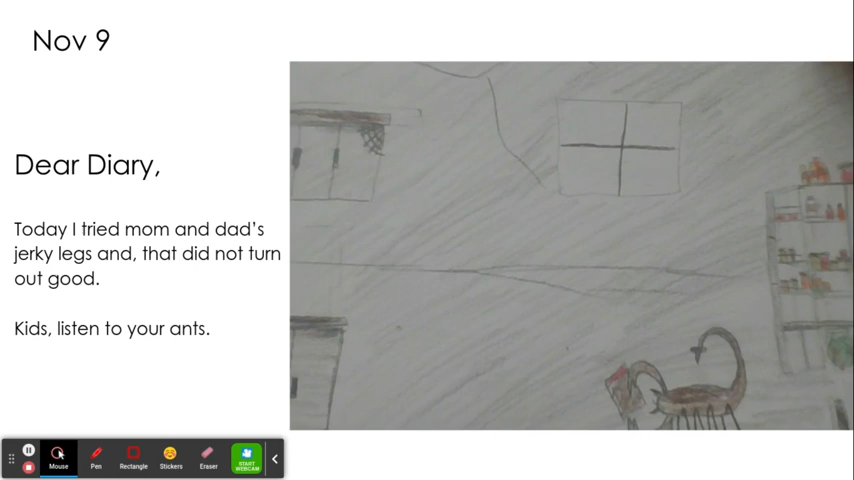 Nov 9
Dear Diary,
Today I tried mom and dad's
jerky legs and, that did not turn
out good.
Kids, listen to your ants.
Mouse
Pen
Rectangle
Stickers
Eraser
START
WEBCAM